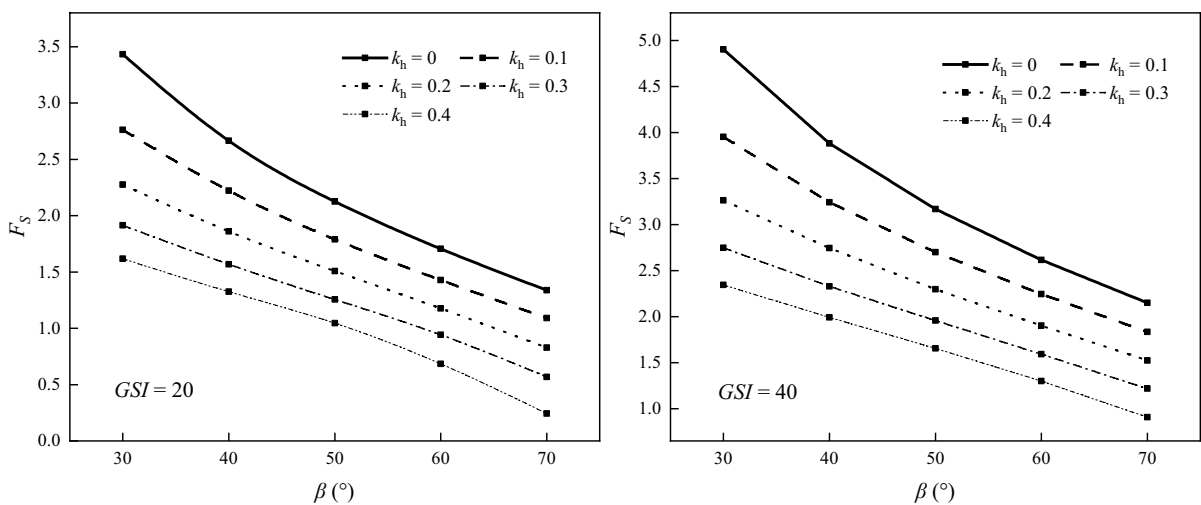 3.5
3.0
2.5
2.0
1.5
1.0
0.5
0.0
F_S
k_h = 0 k_h = 0.1
k_h = 0.2 k_h = 0.3
k_h = 0.4
GSI = 20
30 40 50 60 70
β (°)
5.0
4.5
4.0
3.5
3.0
2.5
2.0
1.5
1.0
F_S
k_h = 0 k_h = 0.1
k_h = 0.2 k_h = 0.3
k_h = 0.4
GSI = 40
30 40 50 60 70
β (°)